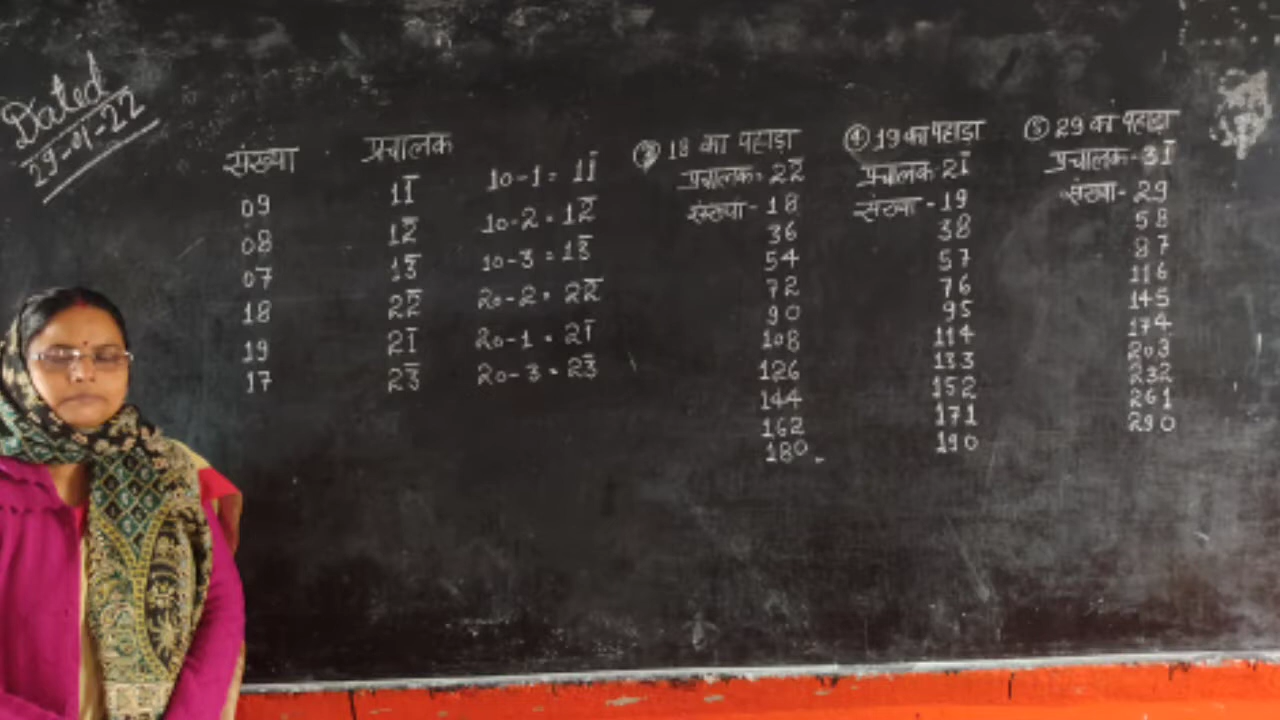 Dated
29-01-22
संख्या प्रचालक
09 11̅ 10-1 = 11̅
08 12̅ 10-2 = 12̅
07 13̅ 10-3 = 13̅
18 22̅ 20-2 = 22̅
19 21̅ 20-1 = 21̅
17 23̅ 20-3 = 23̅
18 का पहाड़ा
प्रचालक = 22̅
संख्या - 18
36
54
72
90
108
126
144
162
180
④ 19 का पहाड़ा
प्रचालक 21̅
संख्या - 19
38
57
76
95
114
133
152
171
190
⑤ 29 का पहाड़ा
प्रचालक - 31̅
संख्या - 29
58
87
116
145
174
203
232
261
290